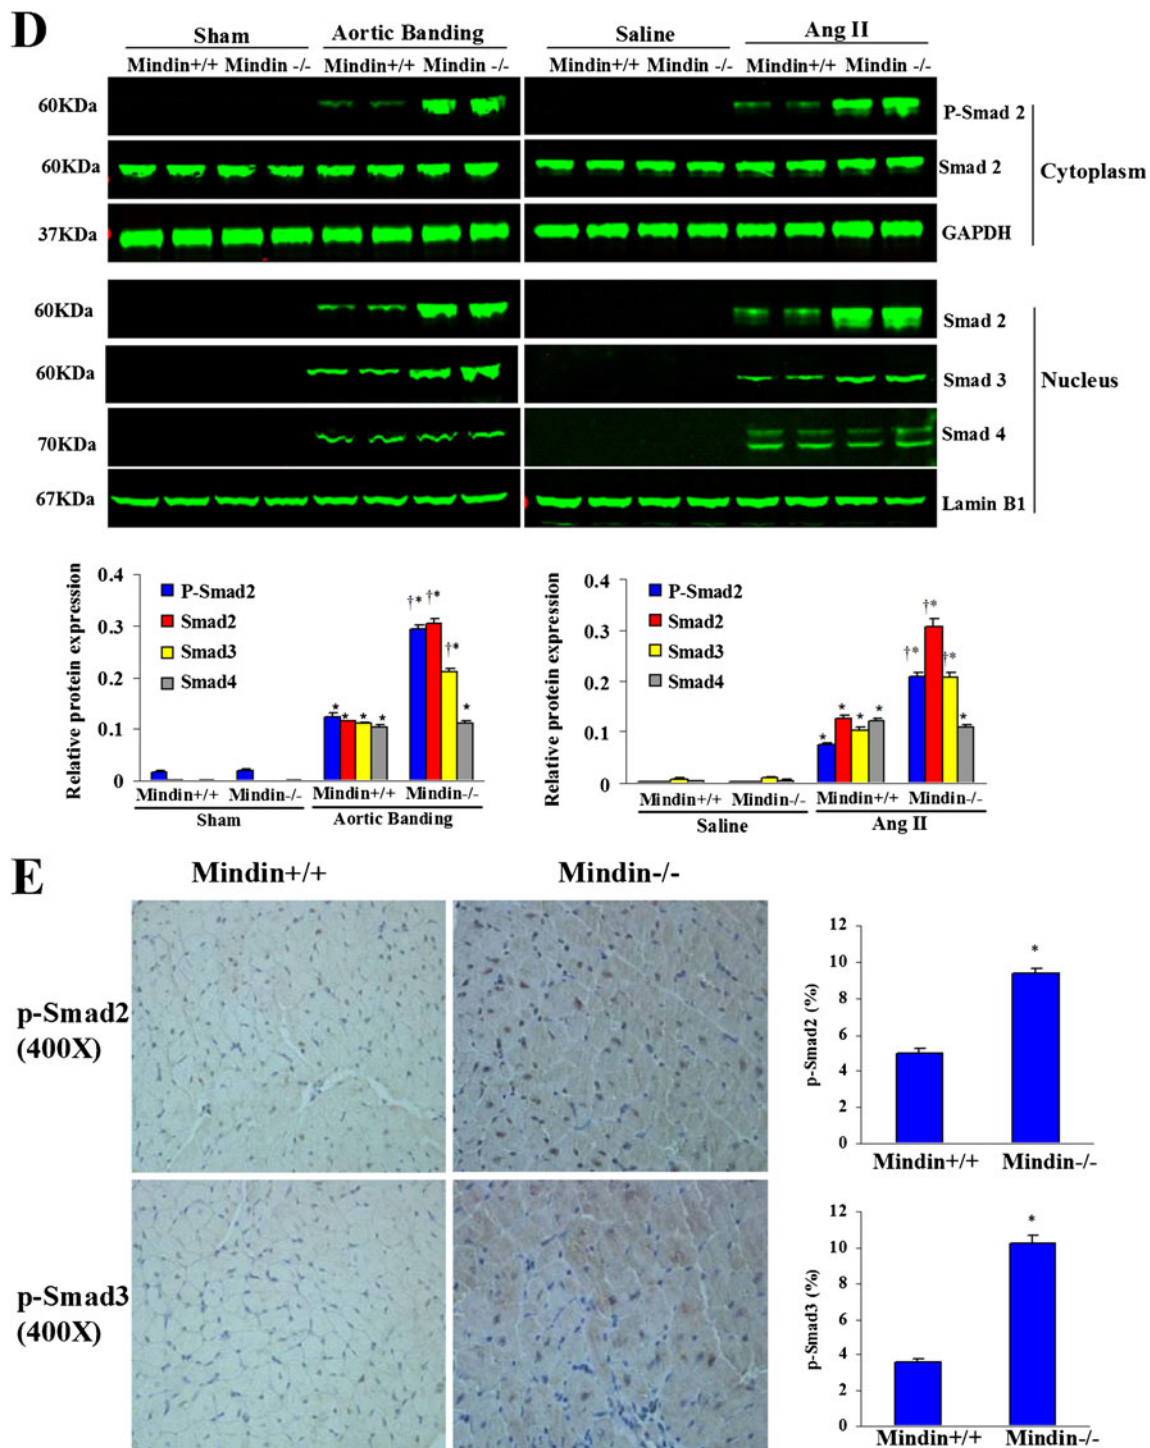 D
Sham Aortic Banding Saline Ang II
Mindin+/+ Mindin -/- Mindin+/+ Mindin -/- Mindin+/+ Mindin -/- Mindin+/+ Mindin -/-
60KDa P-Smad 2
60KDa Smad 2 Cytoplasm
37KDa GAPDH
60KDa Smad 2
60KDa Smad 3 Nucleus
70KDa Smad 4
67KDa Lamin B1
Relative protein expression
0.4
0.3
0.2
0.1
0
P-Smad2
Smad2
Smad3
Smad4
* * * * †* †* †* *
Mindin+/+ Mindin-/- Mindin+/+ Mindin-/-
Sham Aortic Banding
Relative protein expression
0.4
0.3
0.2
0.1
0
P-Smad2
Smad2
Smad3
Smad4
* * * * †* †* †* *
Mindin+/+ Mindin-/- Mindin+/+ Mindin-/-
Saline Ang II
E
Mindin+/+ Mindin-/-
p-Smad2
(400X)
p-Smad2 (%)
12
10
8
6
4
2
0
*
Mindin+/+ Mindin-/-
p-Smad3
(400X)
p-Smad3 (%)
12
10
8
6
4
2
0
*
Mindin+/+ Mindin-/-